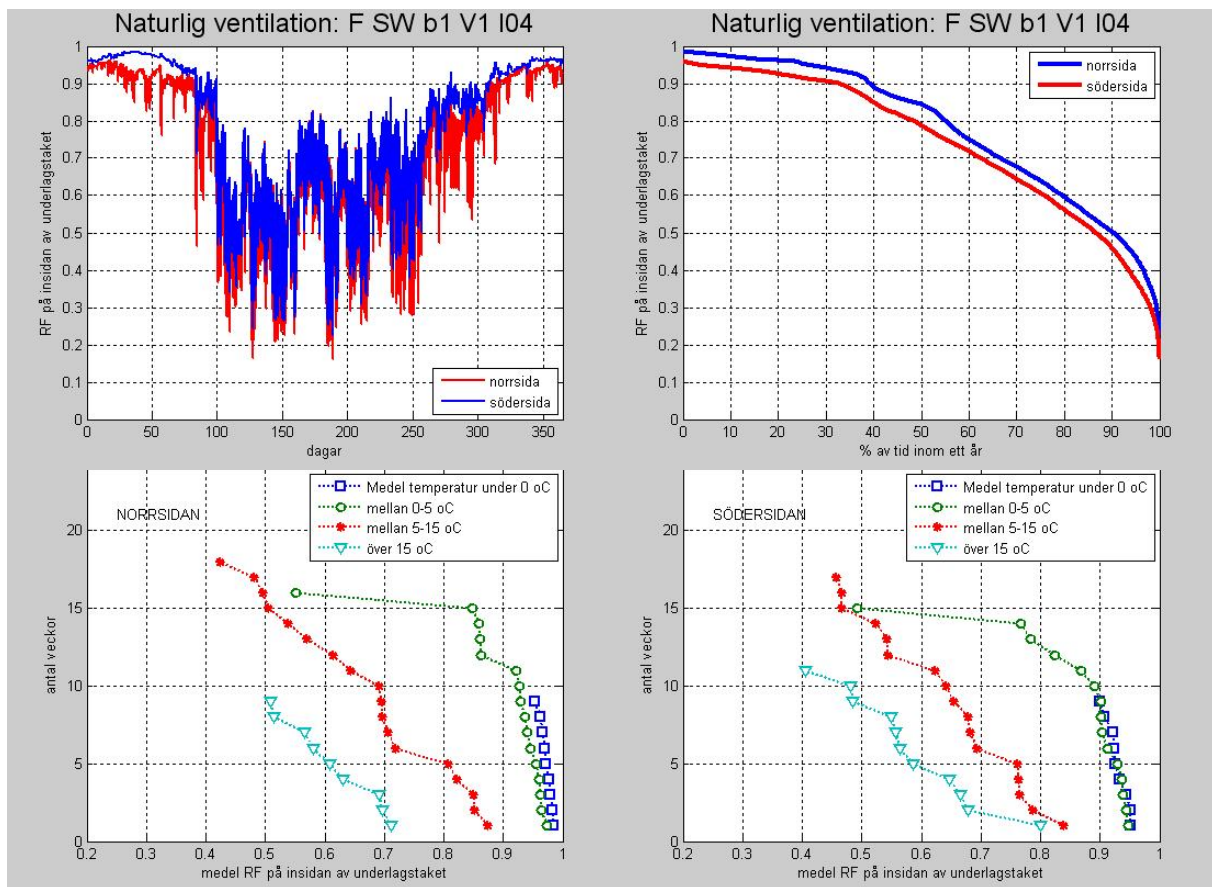 Naturlig ventilation: F SW b1 V1 I04
1
0.9
0.8
0.7
0.6
0.5
0.4
0.3
0.2
0.1
0
RF på insidan av underlagstaket
norrsida
södersida
0 50 100 150 200 250 300 350
dagar
Naturlig ventilation: F SW b1 V1 I04
1
0.9
0.8
0.7
0.6
0.5
0.4
0.3
0.2
0.1
0
RF på insidan av underlagstaket
norrsida
södersida
0 10 20 30 40 50 60 70 80 90 100
% av tid inom ett år
NORRSIDAN
Medel temperatur under 0 oC
mellan 0-5 oC
mellan 5-15 oC
över 15 oC
20
15
10
5
0
antal veckor
0.2 0.3 0.4 0.5 0.6 0.7 0.8 0.9 1
medel RF på insidan av underlagstaket
SÖDERSIDAN
Medel temperatur under 0 oC
mellan 0-5 oC
mellan 5-15 oC
över 15 oC
20
15
10
5
0
antal veckor
0.2 0.3 0.4 0.5 0.6 0.7 0.8 0.9 1
medel RF på insidan av underlagstaket